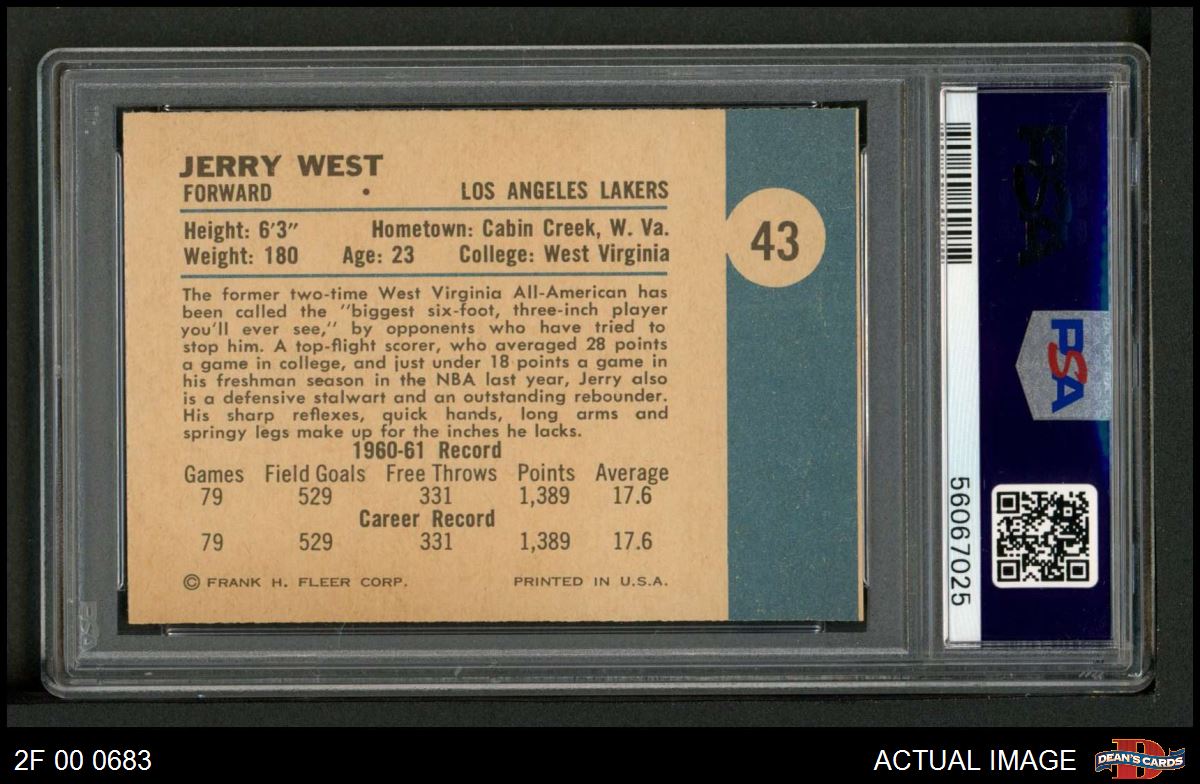 JERRY WEST
FORWARD • LOS ANGELES LAKERS
Height: 6'3" Hometown: Cabin Creek, W. Va.
Weight: 180 Age: 23 College: West Virginia
43
The former two-time West Virginia All-American has
been called the "biggest six-foot, three-inch player
you'll ever see," by opponents who have tried to
stop him. A top-flight scorer, who averaged 28 points
a game in college, and just under 18 points a game in
his freshman season in the NBA last year, Jerry also
is a defensive stalwart and an outstanding rebounder.
His sharp reflexes, quick hands, long arms and
springy legs make up for the inches he lacks.
1960-61 Record
Games Field Goals Free Throws Points Average
79 529 331 1,389 17.6
Career Record
79 529 331 1,389 17.6
© FRANK H. FLEER CORP. PRINTED IN U.S.A.
PSA
PSA
56067025
2F 00 0683
ACTUAL IMAGE
D
DEAN'S CARDS